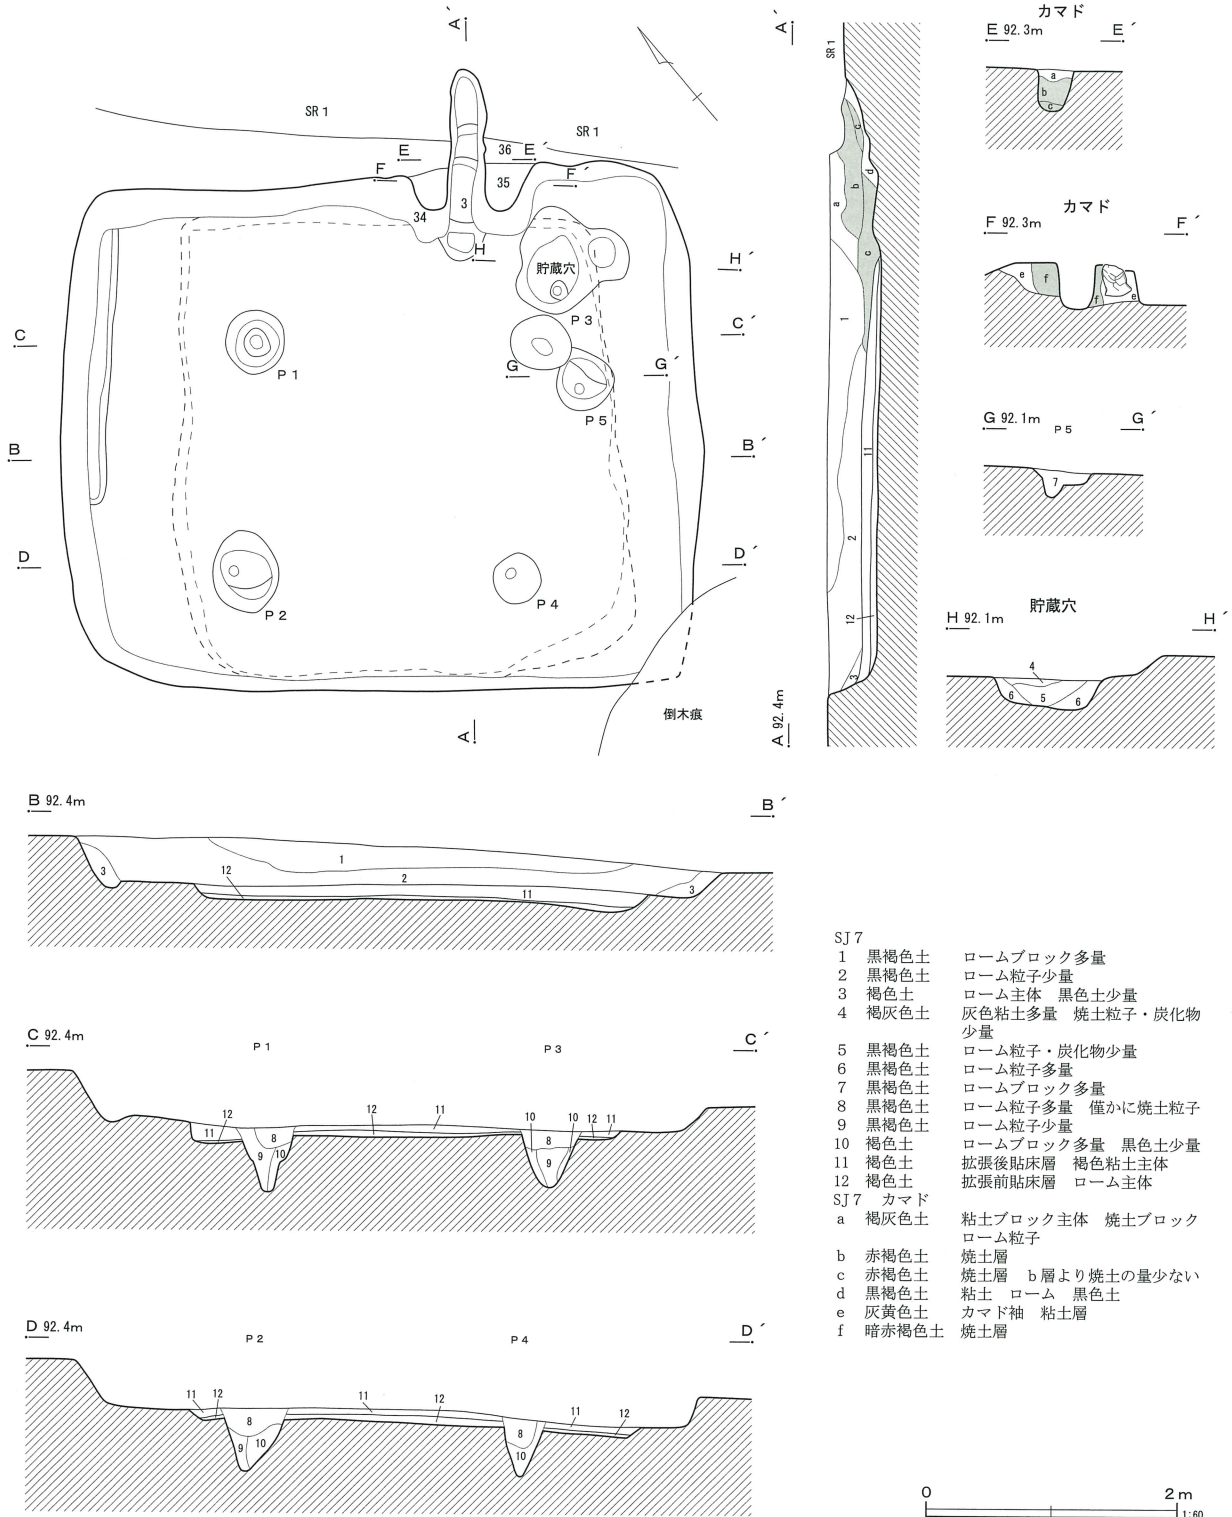 A´
SR 1
SR 1
E
36
E´
F
35
F´
34
3
H
H´
貯蔵穴
P 3
C
C´
P 1
G
G´
P 5
B
B´
D
D´
P 2
P 4
倒木痕
A
A´
SR 1
c
b
d
a
c
1
11
2
12
3
A 92.4m
カマド
E 92.3m E´
a
b
c
カマド
F 92.3m F´
e f f e
G 92.1m P 5 G´
7
貯蔵穴
H 92.1m H´
4
6 5 6
B 92.4m B´
1
12
2
3
11
3
C 92.4m P 1 P 3 C´
12 12 11 10 10 12 11
11 8 8
9 10 9
D 92.4m P 2 P 4 D´
11 12 11 12 11 12
8 8
9 10 10
SJ 7
1 黒褐色土 ロームブロック多量
2 黒褐色土 ローム粒子少量
3 褐色土 ローム主体 黒色土少量
4 褐灰色土 灰色粘土多量 焼土粒子・炭化物
少量
5 黒褐色土 ローム粒子・炭化物少量
6 黒褐色土 ローム粒子多量
7 黒褐色土 ロームブロック多量
8 黒褐色土 ローム粒子多量 僅かに焼土粒子
9 黒褐色土 ローム粒子少量
10 褐色土 ロームブロック多量 黒色土少量
11 褐色土 拡張後貼床層 褐色粘土主体
12 褐色土 拡張前貼床層 ローム主体
SJ 7 カマド
a 褐灰色土 粘土ブロック主体 焼土ブロック
ローム粒子
b 赤褐色土 焼土層
c 赤褐色土 焼土層 b層より焼土の量少ない
d 黒褐色土 粘土 ローム 黒色土
e 灰黄色土 カマド袖 粘土層
f 暗赤褐色土 焼土層
0 2 m
1:60